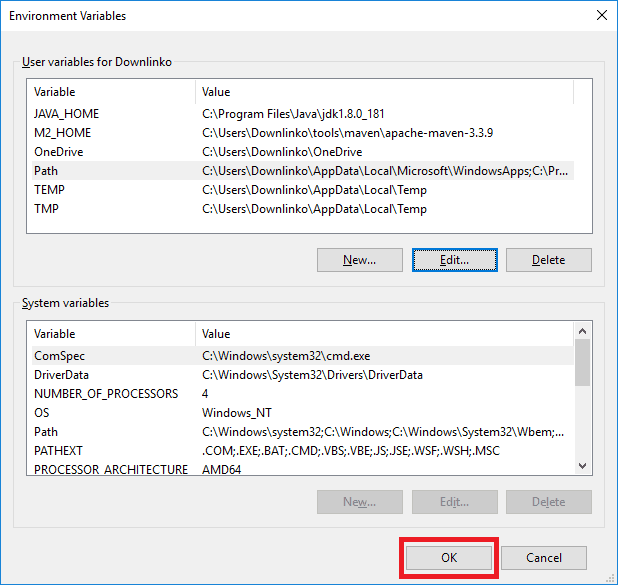 Environment Variables
User variables for Downlinko
Variable Value
JAVA_HOME C:\Program Files\Java\jdk1.8.0_181
M2_HOME C:\Users\Downlinko\tools\maven\apache-maven-3.3.9
OneDrive C:\Users\Downlinko\OneDrive
Path C:\Users\Downlinko\AppData\Local\Microsoft\WindowsApps;C:\Pr...
TEMP C:\Users\Downlinko\AppData\Local\Temp
TMP C:\Users\Downlinko\AppData\Local\Temp
New... Edit... Delete
System variables
Variable Value
ComSpec C:\Windows\system32\cmd.exe
DriverData C:\Windows\System32\Drivers\DriverData
NUMBER_OF_PROCESSORS 4
OS Windows_NT
Path C:\Windows\system32;C:\Windows;C:\Windows\System32\Wbem;...
PATHEXT .COM;.EXE;.BAT;.CMD;.VBS;.VBE;.JS;.JSE;.WSF;.WSH;.MSC
PROCESSOR_ARCHITECTURE AMD64
New... Edit... Delete
OK Cancel